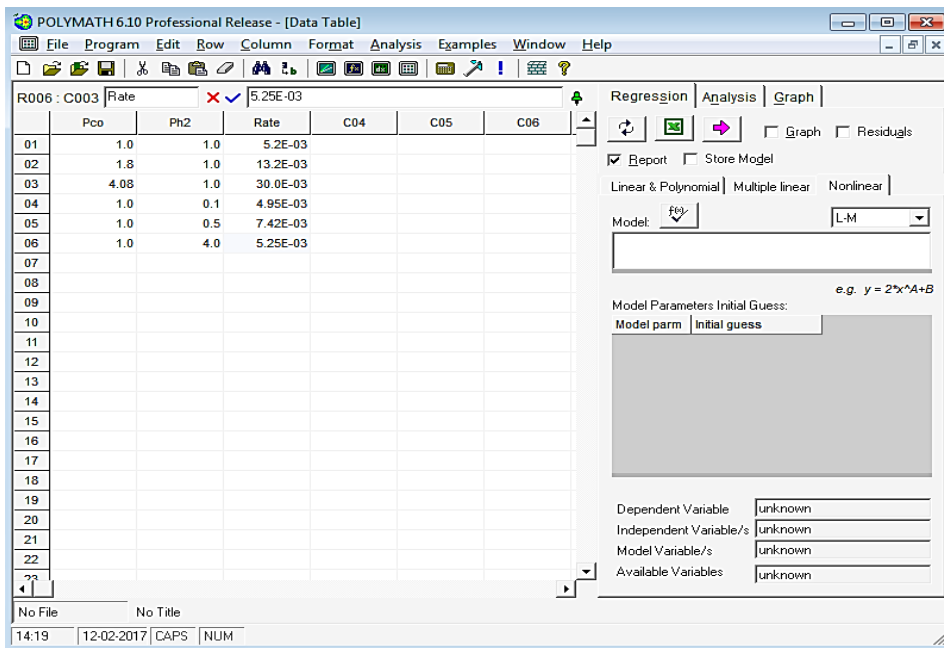 POLYMATH 6.10 Professional Release - [Data Table]
File Program Edit Row Column Format Analysis Examples Window Help
R006 : C003 Rate 5.25E-03
Pco Ph2 Rate C04 C05 C06
01 1.0 1.0 5.2E-03
02 1.8 1.0 13.2E-03
03 4.08 1.0 30.0E-03
04 1.0 0.1 4.95E-03
05 1.0 0.5 7.42E-03
06 1.0 4.0 5.25E-03
07
08
09
10
11
12
13
14
15
16
17
18
19
20
21
22
23
Regression Analysis Graph
Graph Residuals
Report Store Model
Linear & Polynomial Multiple linear Nonlinear
Model: f(x) L-M
e.g. y = 2*x^A+B
Model Parameters Initial Guess:
Model parm Initial guess
Dependent Variable unknown
Independent Variable/s unknown
Model Variable/s unknown
Available Variables unknown
No File No Title
14:19 12-02-2017 CAPS NUM